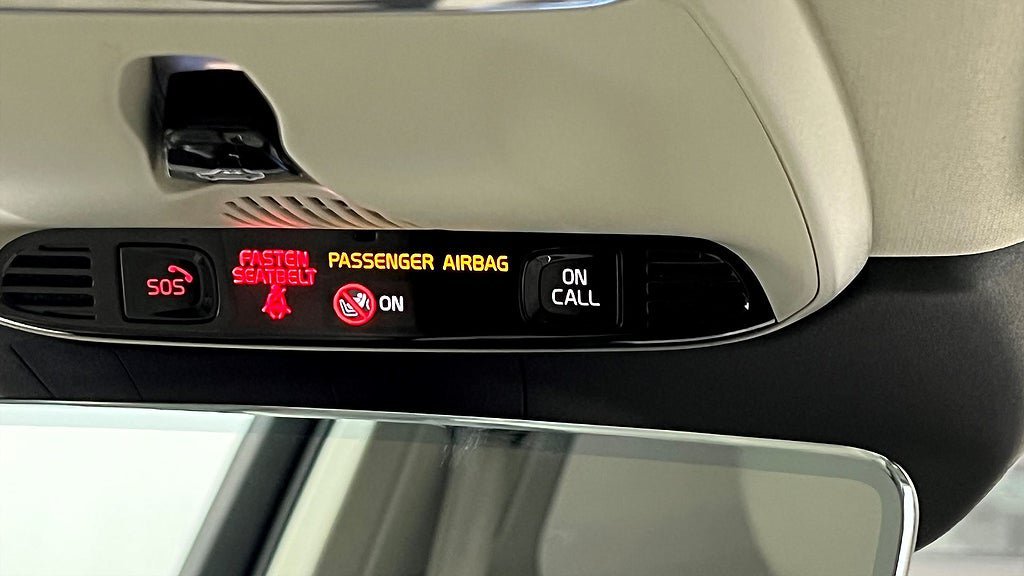 SOS
FASTEN
SEATBELT
PASSENGER AIRBAG
ON
ON
CALL